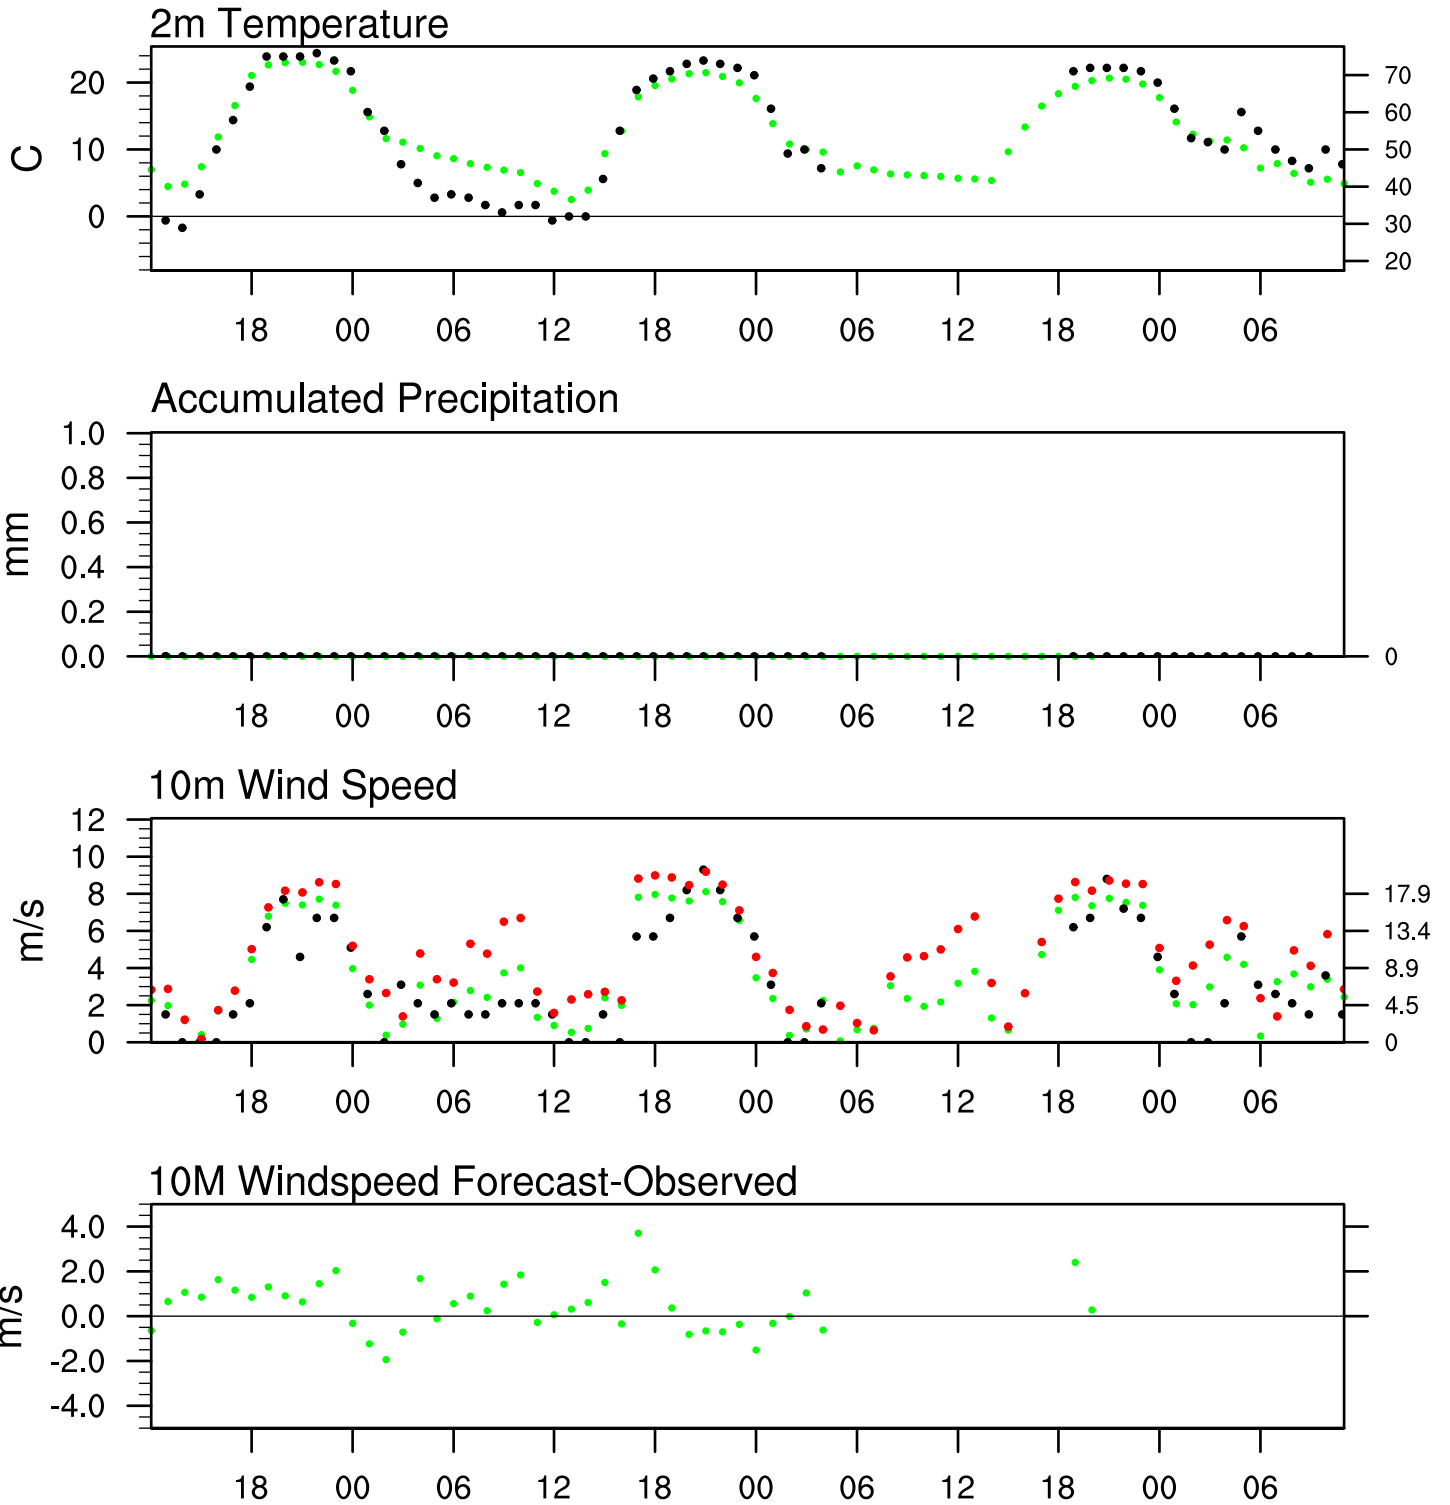 2m Temperature
C
20
10
0
70
60
50
40
30
20
18 00 06 12 18 00 06 12 18 00 06
Accumulated Precipitation
mm
1.0
0.8
0.6
0.4
0.2
0.0
0
18 00 06 12 18 00 06 12 18 00 06
10m Wind Speed
m/s
12
10
8
6
4
2
0
17.9
13.4
8.9
4.5
0
18 00 06 12 18 00 06 12 18 00 06
10M Windspeed Forecast-Observed
m/s
4.0
2.0
0.0
-2.0
-4.0
18 00 06 12 18 00 06 12 18 00 06